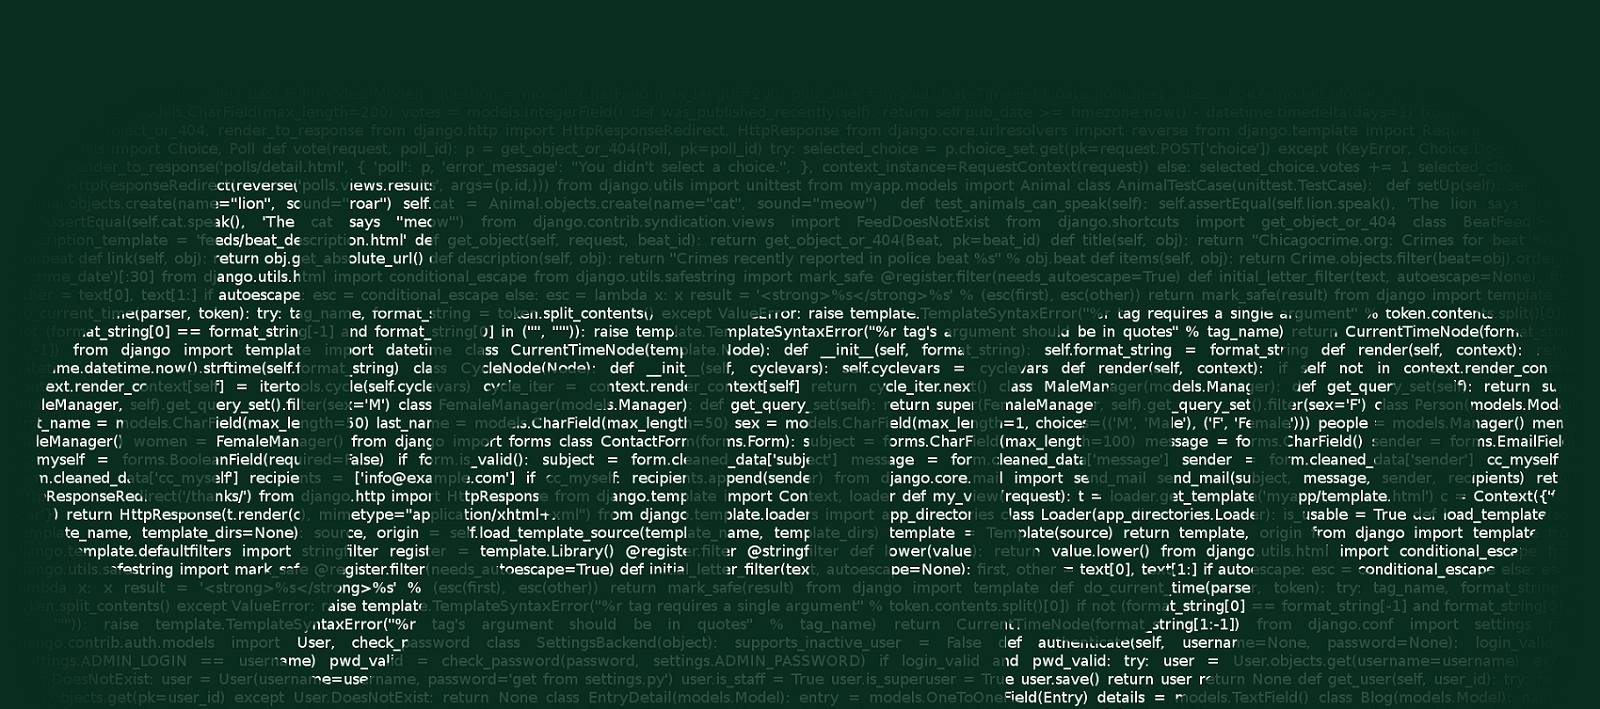 models.CharField(max_length=200) votes = models.IntegerField() def was_published_recently(self): return self.pub_date >= timezone.now() - datetime.timedelta(days=1) from
object_or_404, render_to_response from django.http import HttpResponseRedirect, HttpResponse from django.core.urlresolvers import reverse from django.template import
import Choice, Poll def vote(request, poll_id): p = get_object_or_404(Poll, pk=poll_id) try: selected_choice = p.choice_set.get(pk=request.POST['choice']) except (KeyError,
render_to_response('polls/detail.html', { 'poll': p, 'error_message': "You didn't select a choice.", }, context_instance=RequestContext(request)) else: selected_choice.votes += 1
HttpResponseRedirect(reverse('polls.views.results', args=(p.id,))) from django.utils import unittest from myapp.models import Animal class AnimalTestCase(unittest.TestCase): def setUp(self):
objects.create(name="lion", sound="roar") self.cat = Animal.objects.create(name="cat", sound="meow") def test_animals_can_speak(self): self.assertEqual(self.lion.speak(), 'The lion says
assertEqual(self.cat.speak(), 'The cat says "meow"') from django.contrib.syndication.views import FeedDoesNotExist from django.shortcuts import get_object_or_404 class
description_template = 'feeds/beat_description.html' def get_object(self, request, beat_id): return get_object_or_404(Beat, pk=beat_id) def title(self, obj): return "Chicagocrime.org: Crimes for beat
beat def link(self, obj): return obj.get_absolute_url() def description(self, obj): return "Crimes recently reported in police beat %s" % obj.beat def items(self, obj): return Crime.objects.filter(beat=obj).
crime_date')[:30] from django.utils.html import conditional_escape from django.utils.safestring import mark_safe @register.filter(needs_autoescape=True) def initial_letter_filter(text, autoescape=None):
= text[0], text[1:] if autoescape: esc = conditional_escape else: esc = lambda x: x result = '<strong>%s</strong>%s' % (esc(first), esc(other)) return mark_safe(result) from django import template
current_time(parser, token): try: tag_name, format_string = token.split_contents() except ValueError: raise template.TemplateSyntaxError("%r tag requires a single argument" % token.contents.split()[0])
(format_string[0] == format_string[-1] and format_string[0] in ('"', "'")): raise template.TemplateSyntaxError("%r tag's argument should be in quotes" % tag_name) return CurrentTimeNode(format_string
from django import template import datetime class CurrentTimeNode(template.Node): def __init__(self, format_string): self.format_string = format_string def render(self, context):
time.datetime.now().strftime(self.format_string) class CycleNode(Node): def __init__(self, cyclevars): self.cyclevars = cyclevars def render(self, context): if self not in context.render_con
ext.render_context[self] = itertools.cycle(self.cyclevars) cycle_iter = context.render_context[self] return cycle_iter.next() class MaleManager(models.Manager): def get_query_set(self): return su
leManager, self).get_query_set().filter(sex='M') class FemaleManager(models.Manager): def get_query_set(self): return super(FemaleManager, self).get_query_set().filter(sex='F') class Person(models.Mod
t_name = models.CharField(max_length=50) last_name = models.CharField(max_length=50) sex = models.CharField(max_length=1, choices=(('M', 'Male'), ('F', 'Female'))) people = models.Manager() men
leManager() women = FemaleManager() from django import forms class ContactForm(forms.Form): subject = forms.CharField(max_length=100) message = forms.CharField() sender = forms.EmailFiel
myself = forms.BooleanField(required=False) if form.is_valid(): subject = form.cleaned_data['subject'] message = form.cleaned_data['message'] sender = form.cleaned_data['sender'] cc_myself
m.cleaned_data['cc_myself'] recipients = ['info@example.com'] if cc_myself: recipients.append(sender) from django.core.mail import send_mail send_mail(subject, message, sender, recipients) ret
pResponseRedirect('/thanks/') from django.http import HttpResponse from django.template import Context, loader def my_view(request): t = loader.get_template('myapp/template.html') c = Context({'
) return HttpResponse(t.render(c), mimetype="application/xhtml+xml") from django.template.loaders import app_directories class Loader(app_directories.Loader): is_usable = True def load_template
template_name, template_dirs=None): source, origin = self.load_template_source(template_name, template_dirs) template = Template(source) return template, origin from django import template
django.template.defaultfilters import stringfilter register = template.Library() @register.filter @stringfilter def lower(value): return value.lower() from django.utils.html import conditional_escape
django.utils.safestring import mark_safe @register.filter(needs_autoescape=True) def initial_letter_filter(text, autoescape=None): first, other = text[0], text[1:] if autoescape: esc = conditional_escape else:
x: x result = '<strong>%s</strong>%s' % (esc(first), esc(other)) return mark_safe(result) from django import template def do_current_time(parser, token): try: tag_name,
token.split_contents() except ValueError: raise template.TemplateSyntaxError("%r tag requires a single argument" % token.contents.split()[0]) if not (format_string[0] == format_string[-1] and format_string[0]
raise template.TemplateSyntaxError("%r tag's argument should be in quotes" % tag_name) return CurrentTimeNode(format_string[1:-1]) from django.conf import settings
django.contrib.auth.models import User, check_password class SettingsBackend(object): supports_inactive_user = False def authenticate(self, username=None, password=None): login_valid
settings.ADMIN_LOGIN == username) pwd_valid = check_password(password, settings.ADMIN_PASSWORD) if login_valid and pwd_valid: try: user = User.objects.get(username=username)
DoesNotExist: user = User(username=username, password='get from settings.py') user.is_staff = True user.is_superuser = True user.save() return user return None def get_user(self, user_id): try:
objects.get(pk=user_id) except User.DoesNotExist: return None class EntryDetail(models.Model): entry = models.OneToOneField(Entry) details = models.TextField() class Blog(models.Model):